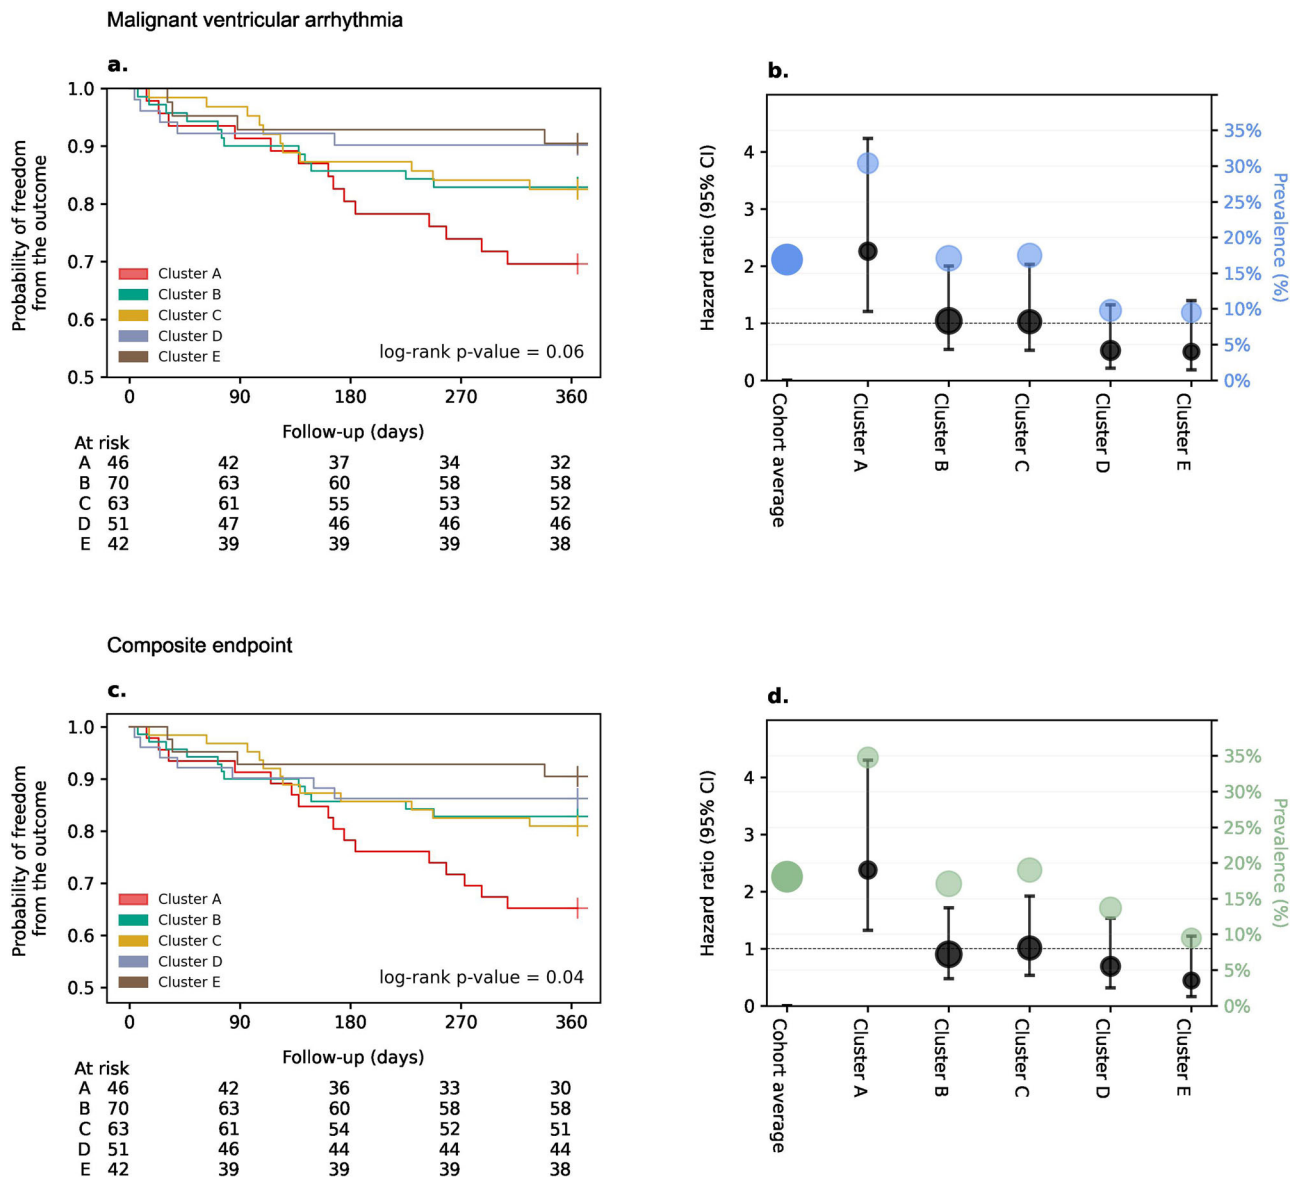 Malignant ventricular arrhythmia
a.
1.0
0.9
0.8
0.7
0.6
0.5
Probability of freedom
from the outcome
Cluster A
Cluster B
Cluster C
Cluster D
Cluster E
log-rank p-value = 0.06
0 90 180 270 360
Follow-up (days)
At risk
A 46 42 37 34 32
B 70 63 60 58 58
C 63 61 55 53 52
D 51 47 46 46 46
E 42 39 39 39 38
b.
4
3
2
1
0
Hazard ratio (95% CI)
35%
30%
25%
20%
15%
10%
5%
0%
Prevalence (%)
Cohort average
Cluster A
Cluster B
Cluster C
Cluster D
Cluster E
Composite endpoint
c.
1.0
0.9
0.8
0.7
0.6
0.5
Probability of freedom
from the outcome
Cluster A
Cluster B
Cluster C
Cluster D
Cluster E
log-rank p-value = 0.04
0 90 180 270 360
Follow-up (days)
At risk
A 46 42 36 33 30
B 70 63 60 58 58
C 63 61 54 52 51
D 51 46 44 44 44
E 42 39 39 39 38
d.
4
3
2
1
0
Hazard ratio (95% CI)
35%
30%
25%
20%
15%
10%
5%
0%
Prevalence (%)
Cohort average
Cluster A
Cluster B
Cluster C
Cluster D
Cluster E